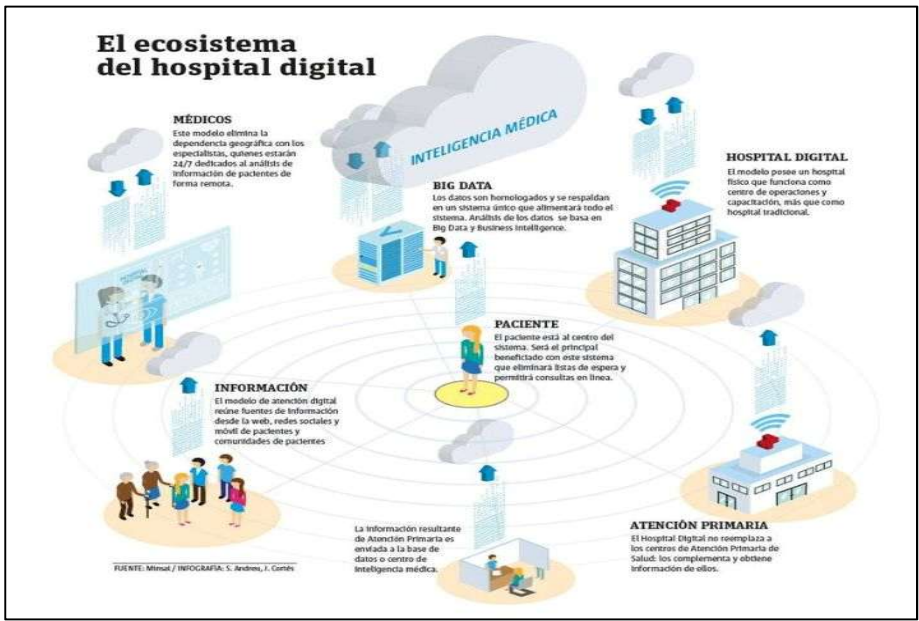 El ecosistema
del hospital digital
MÉDICOS
Este modelo elimina la
dependencia geográfica con los
especialistas, quienes estarán
24/7 dedicados al análisis de
información de pacientes de
forma remota.
INTELIGENCIA MÉDICA
BIG DATA
Los datos son homologados y se respaldan
en un sistema único que alimentará todo el
sistema. Análisis de los datos se basa en
Big Data y Business Intelligence.
HOSPITAL DIGITAL
El modelo posee un hospital
físico que funciona como
centro de operaciones y
capacitación, más que como
hospital tradicional.
PACIENTE
El paciente está al centro del
sistema. Será el principal
beneficiado con este sistema
que eliminará listas de espera y
permitirá consultas en línea.
INFORMACIÓN
El modelo de atención digital
reúne fuentes de información
desde la web, redes sociales y
móvil de pacientes y
comunidades de pacientes
La información resultante
de Atención Primaria es
enviada a la base de
datos o centro de
inteligencia médica.
ATENCIÓN PRIMARIA
El Hospital Digital no reemplaza a
los centros de Atención Primaria de
Salud: los complementa y obtiene
información de ellos.
FUENTE: Minsal / INFOGRAFÍA: S. Andreu, J. Cortés